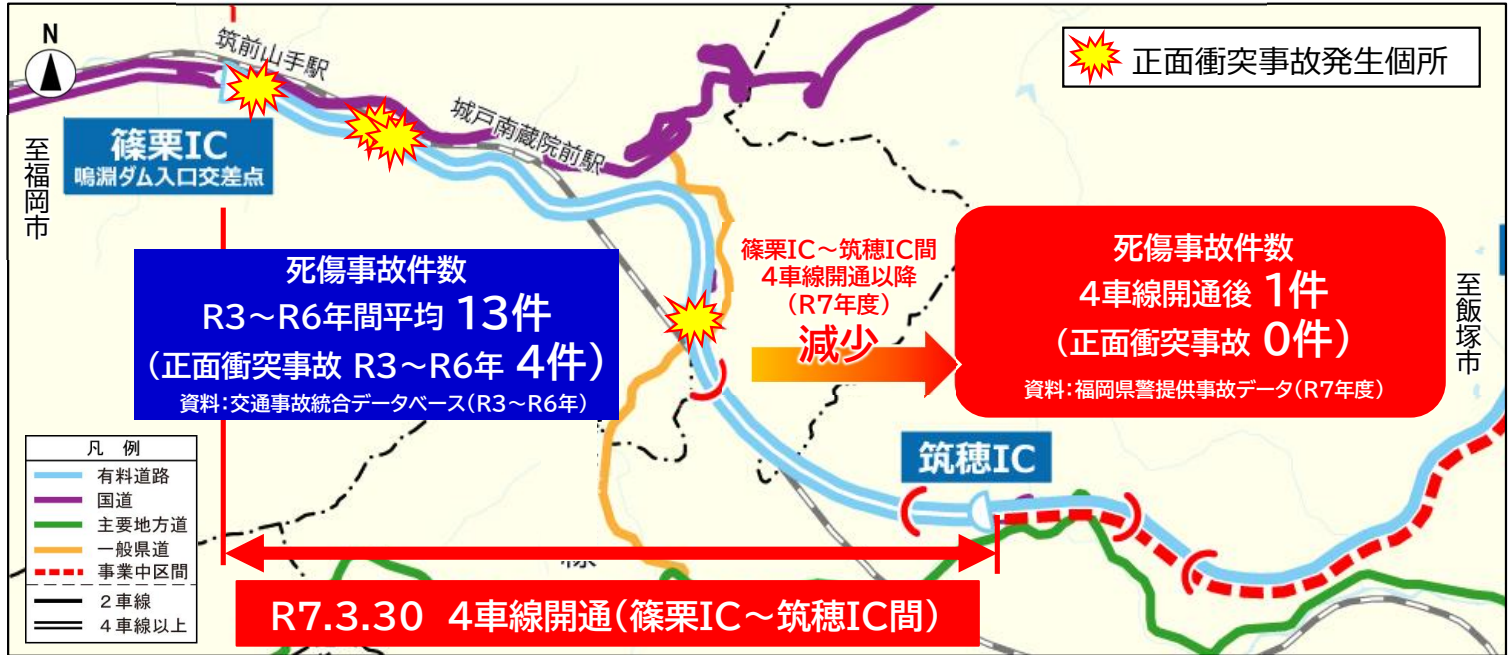 N
筑前山手駅
城戸南蔵院前駅
正面衝突事故発生個所
至福岡市
篠栗IC
鳴淵ダム入口交差点
死傷事故件数
R3～R6年間平均 13件
(正面衝突事故 R3～R6年 4件)
資料:交通事故統合データベース(R3～R6年)
篠栗IC～筑穂IC間
4車線開通以降
(R7年度)
減少
死傷事故件数
4車線開通後 1件
(正面衝突事故 0件)
資料:福岡県警提供事故データ(R7年度)
至飯塚市
筑穂IC
凡 例
有料道路
国道
主要地方道
一般県道
事業中区間
2車線
4車線以上
R7.3.30 4車線開通(篠栗IC～筑穂IC間)